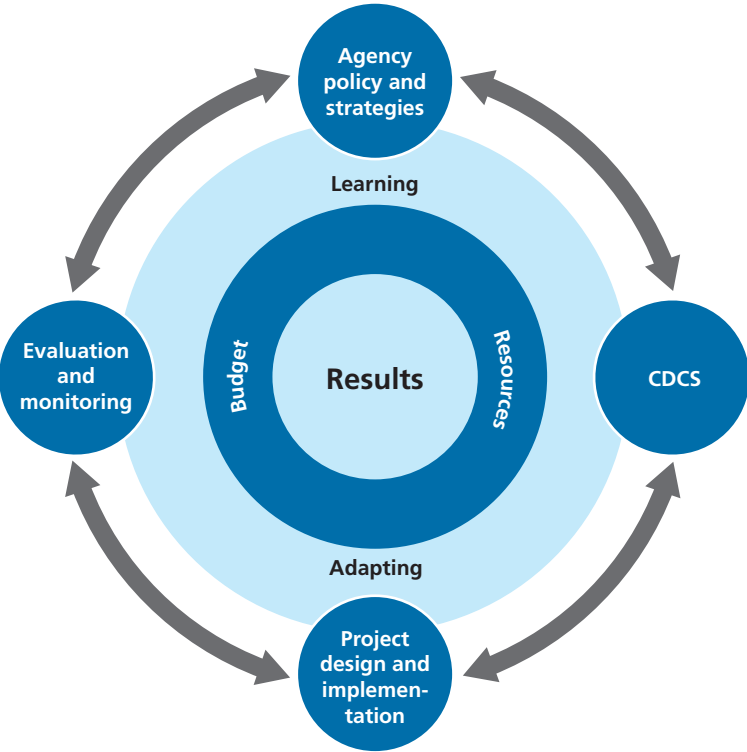 Agency
policy and
strategies
Learning
Evaluation
and
monitoring
Budget
Results
Resources
CDCS
Adapting
Project
design and
implemen-
tation